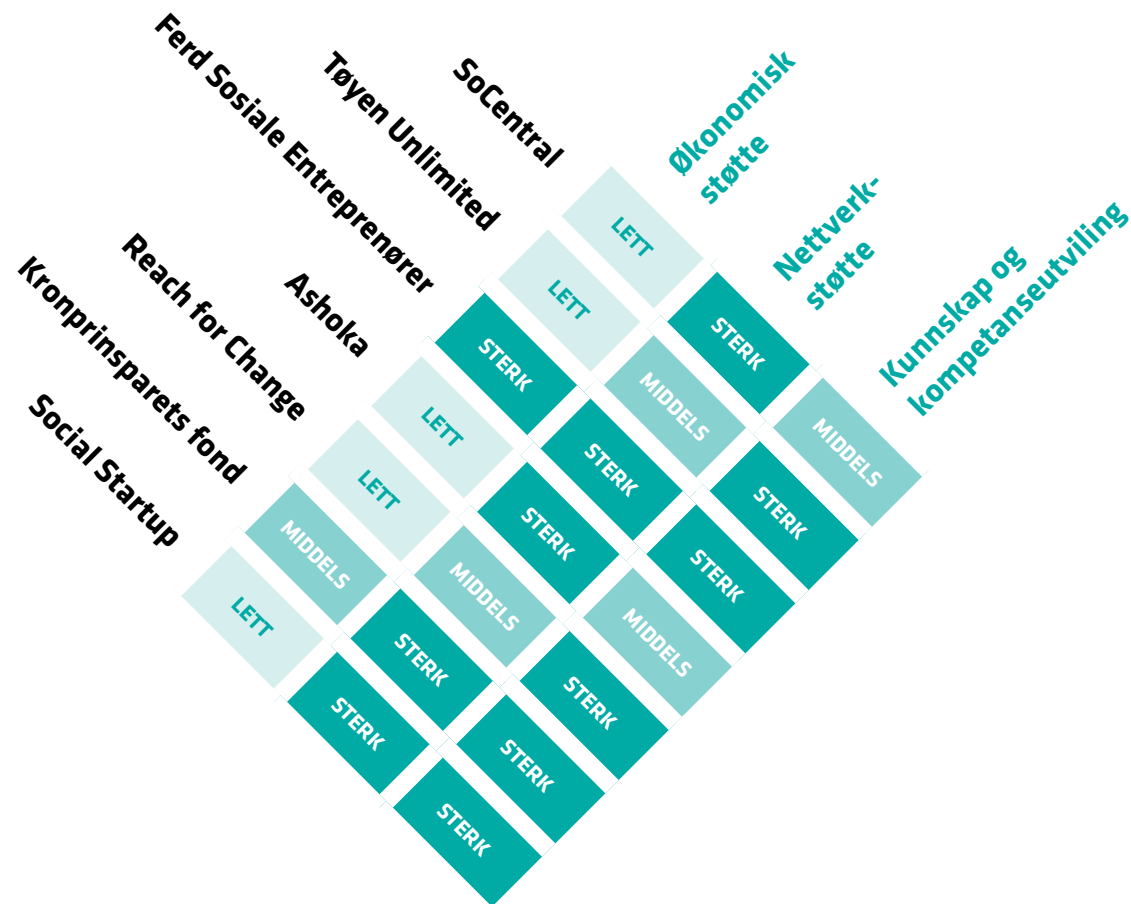 Økonomisk
støtte
Nettverk-
støtte
Kunnskap og
kompetanseutviling
SoCentral
LETT
STERK
MIDDELS
Tøyen Unlimited
LETT
MIDDELS
STERK
Ferd Sosiale Entreprenører
STERK
STERK
STERK
Ashoka
LETT
STERK
MIDDELS
Reach for Change
LETT
MIDDELS
STERK
Kronprinsparets fond
MIDDELS
STERK
STERK
Social Startup
LETT
STERK
STERK